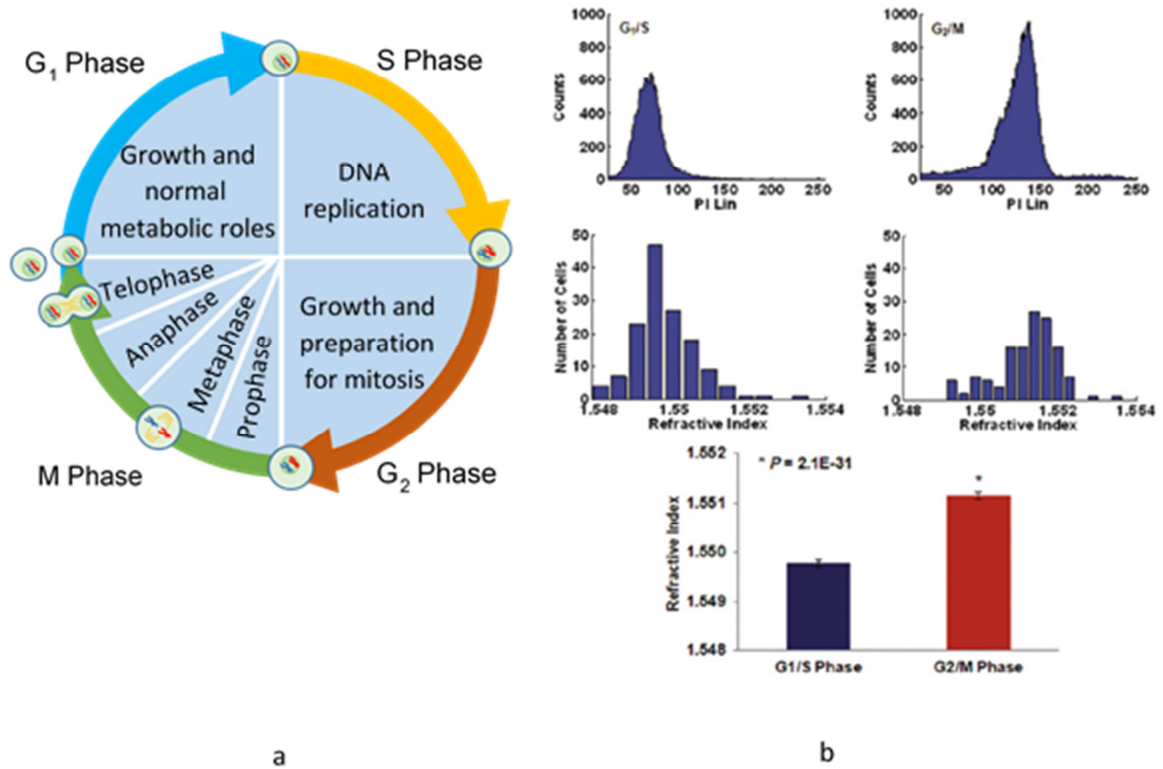 G1 Phase
S Phase
Growth and
normal
metabolic roles
DNA
replication
Telophase
Anaphase
Metaphase
Prophase
Growth and
preparation
for mitosis
M Phase
G2 Phase
a
G1/S
Counts
1000
800
600
400
200
0
50 100 150 200 250
PI Lin
G2/M
Counts
1000
800
600
400
200
0
50 100 150 200 250
PI Lin
Number of Cells
50
40
30
20
10
0
1.548 1.55 1.552 1.554
Refractive Index
Number of Cells
50
40
30
20
10
0
1.548 1.55 1.552 1.554
Refractive Index
* P = 2.1E-31
*
Refractive Index
1.552
1.551
1.550
1.549
1.548
G1/S Phase G2/M Phase
b